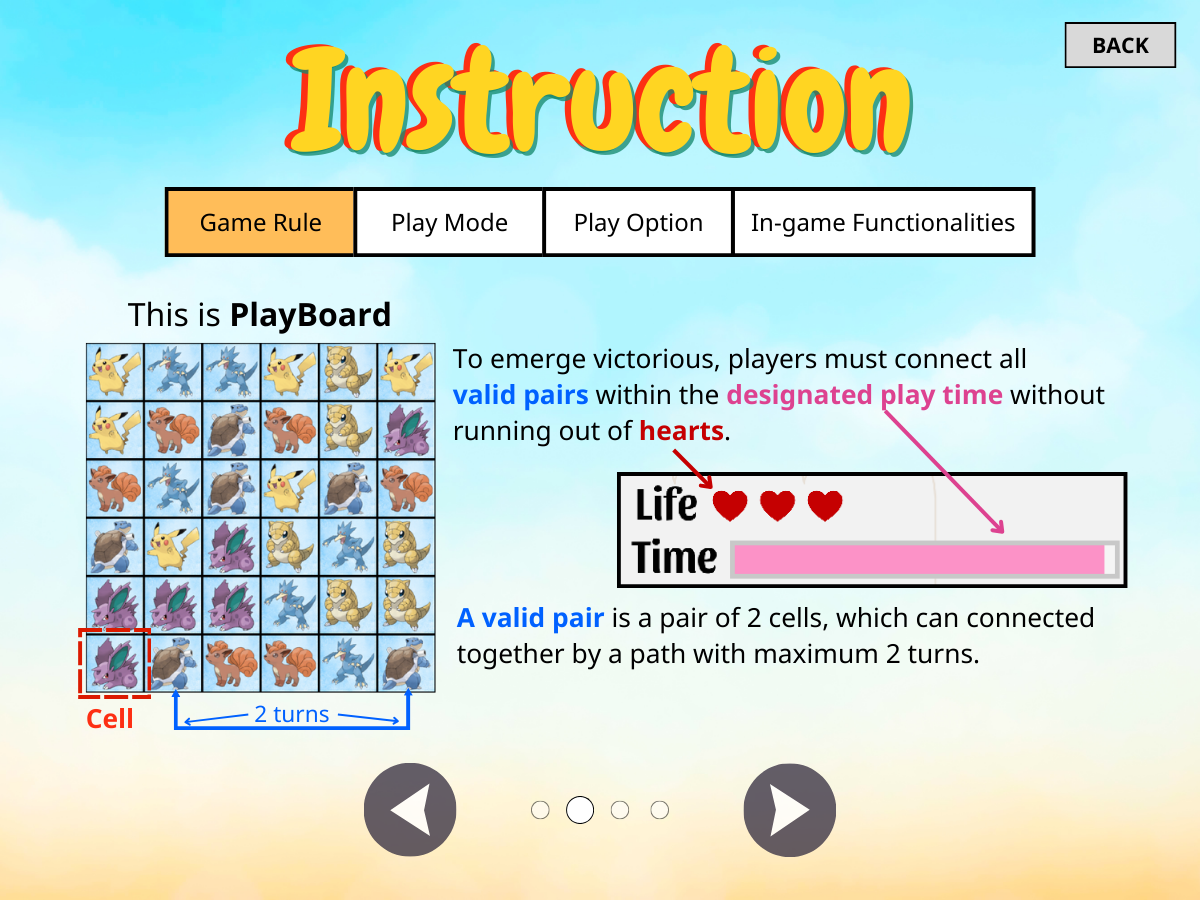 BACK
Instruction
Game Rule
Play Mode
Play Option
In-game Functionalities
This is PlayBoard
To emerge victorious, players must connect all
valid pairs within the designated play time without
running out of hearts.
Life
Time
A valid pair is a pair of 2 cells, which can connected
together by a path with maximum 2 turns.
Cell
2 turns